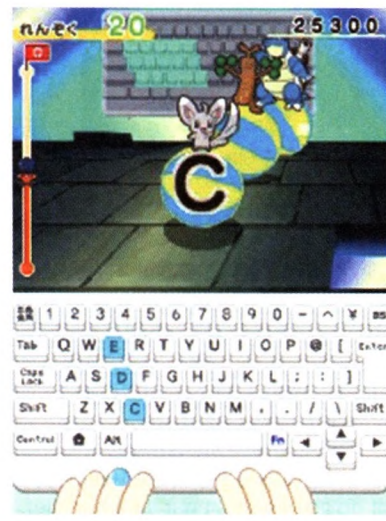 れんぞく 20 25300
C
1 2 3 4 5 6 7 8 9 0 - ^ ¥ BS
Tab Q W E R T Y U I O P @ [ Enter
Caps Lock A S D F G H J K L ; : ]
Shift Z X C V B N M , . / \ Shift
Control Alt Fn